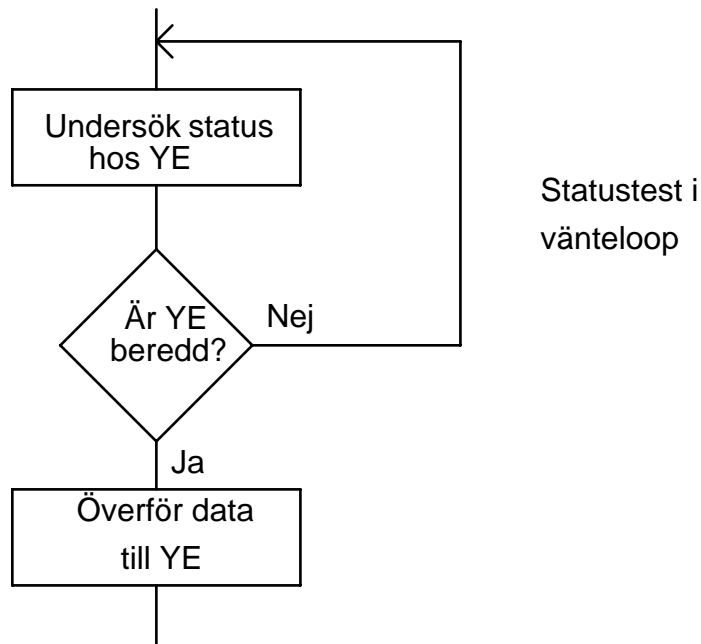 Undersök status
hos YE
Statustest i
vänteloop
Är YE
beredd?
Nej
Ja
Överför data
till YE